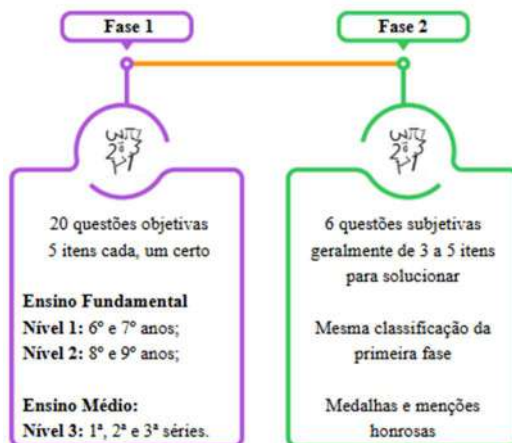 Fase 1
20 questões objetivas
5 itens cada, um certo
Ensino Fundamental
Nível 1: 6º e 7º anos;
Nível 2: 8º e 9º anos;
Ensino Médio:
Nível 3: 1ª, 2ª e 3ª séries.
Fase 2
6 questões subjetivas
geralmente de 3 a 5 itens
para solucionar
Mesma classificação da
primeira fase
Medalhas e menções
honrosas